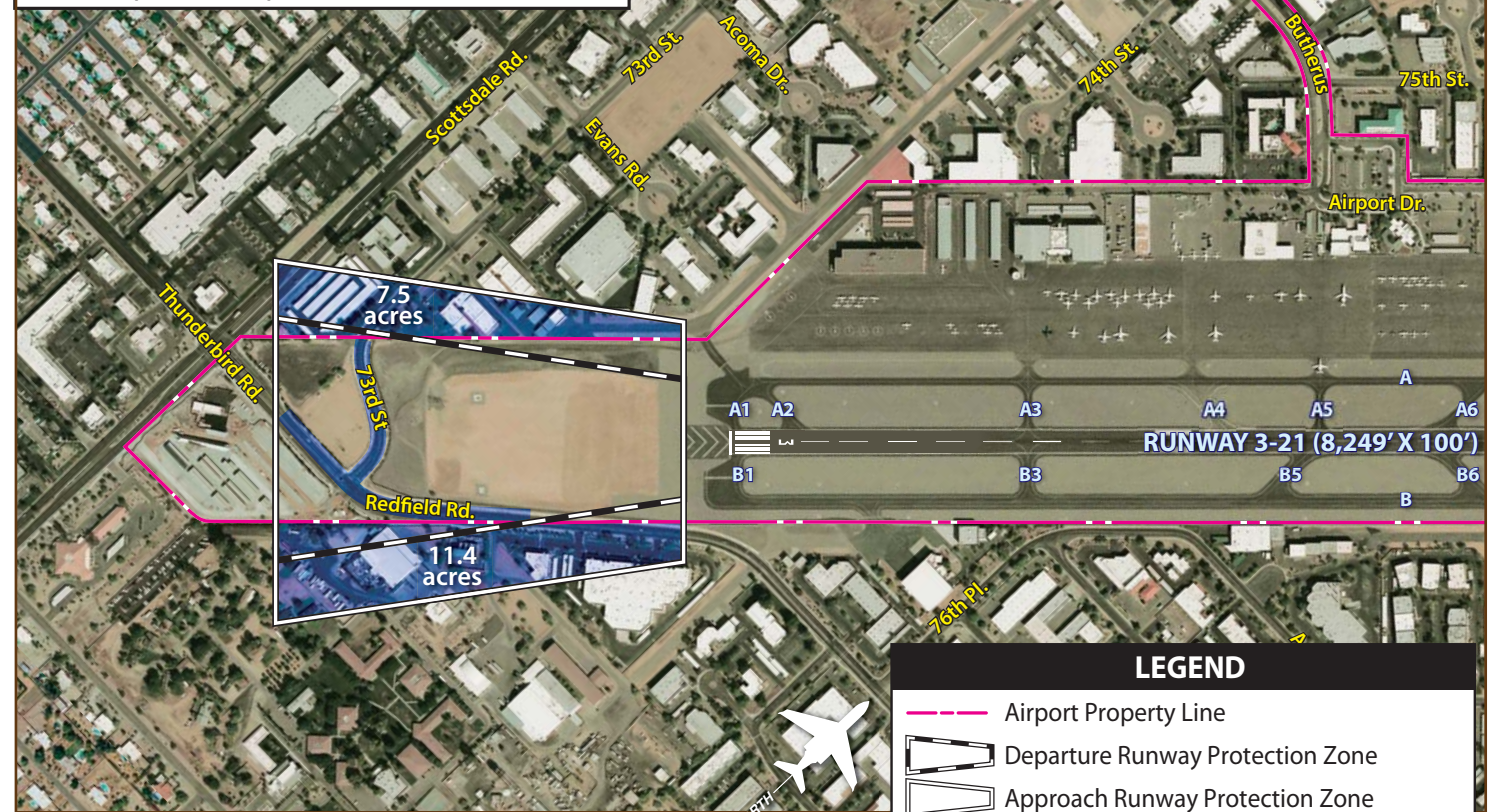 Butherus
75th St.
Airport Dr.
74th St.
Acoma Dr..
73rd St.
Scottsdale Rd.
Evans Rd.
Thunderbird Rd.
7.5
acres
73rd St
Redfield Rd.
11.4
acres
A
A1
A2
A3
A4
A5
A6
3
RUNWAY 3-21 (8,249' X 100')
B1
B3
B5
B6
B
76th Pl.
LEGEND
Airport Property Line
Departure Runway Protection Zone
Approach Runway Protection Zone